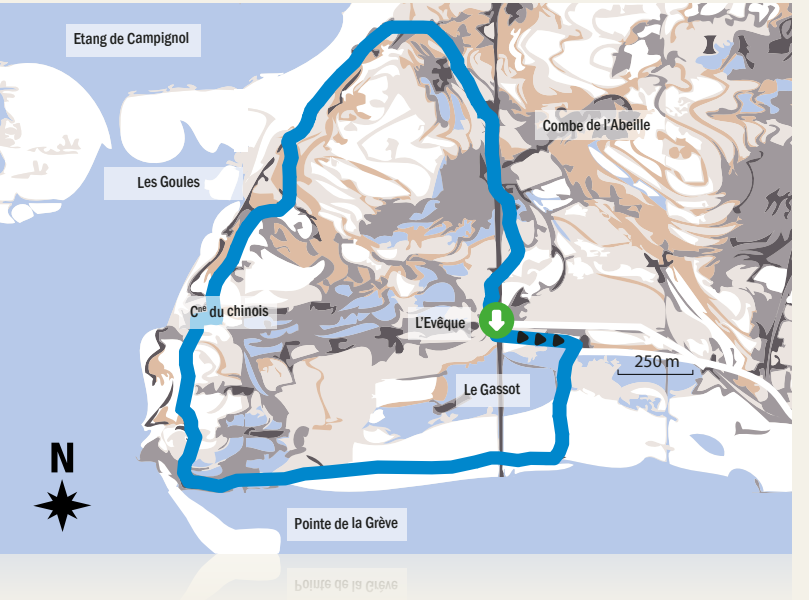 Etang de Campignol
Combe de l'Abeille
Les Goules
Cⁿᵉ du chinois
L'Evêque
250 m
Le Gassot
N
Pointe de la Grève
Pointe de la Grève